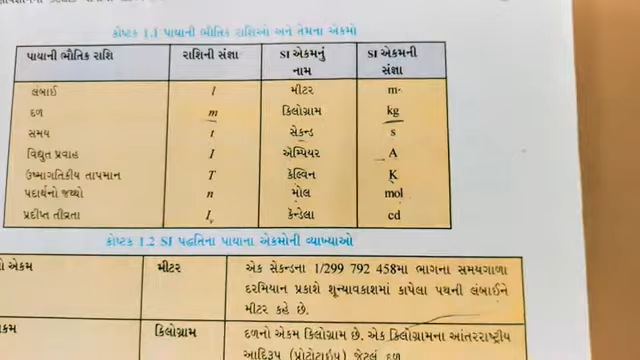 કોષ્ટક 1.1 પાયાની ભૌતિક રાશિઓ અને તેમના એકમો
પાયાની ભૌતિક રાશિ રાશિની સંજ્ઞા SI એકમનું નામ SI એકમની સંજ્ઞા
લંબાઈ l મીટર m
દળ m કિલોગ્રામ kg
સમય t સેકન્ડ s
વિદ્યુત પ્રવાહ I એમ્પિયર A
ઉષ્માગતિકીય તાપમાન T કેલ્વિન K
પદાર્થનો જથ્થો n મોલ mol
પ્રદીપ્ત તીવ્રતા Iv કેન્ડેલા cd
કોષ્ટક 1.2 SI પદ્ધતિના પાયાના એકમોની વ્યાખ્યાઓ
એકમ મીટર એક સેકન્ડના 1/299 792 458મા ભાગના સમયગાળા
દરમિયાન પ્રકાશે શૂન્યાવકાશમાં કાપેલા પથની લંબાઈને
મીટર કહે છે.
કિલોગ્રામ દળનો એકમ કિલોગ્રામ છે. એક કિલોગ્રામના આંતરરાષ્ટ્રીય
આદિરૂપ (પ્રોટોટાઇપ) જેટલું દળ